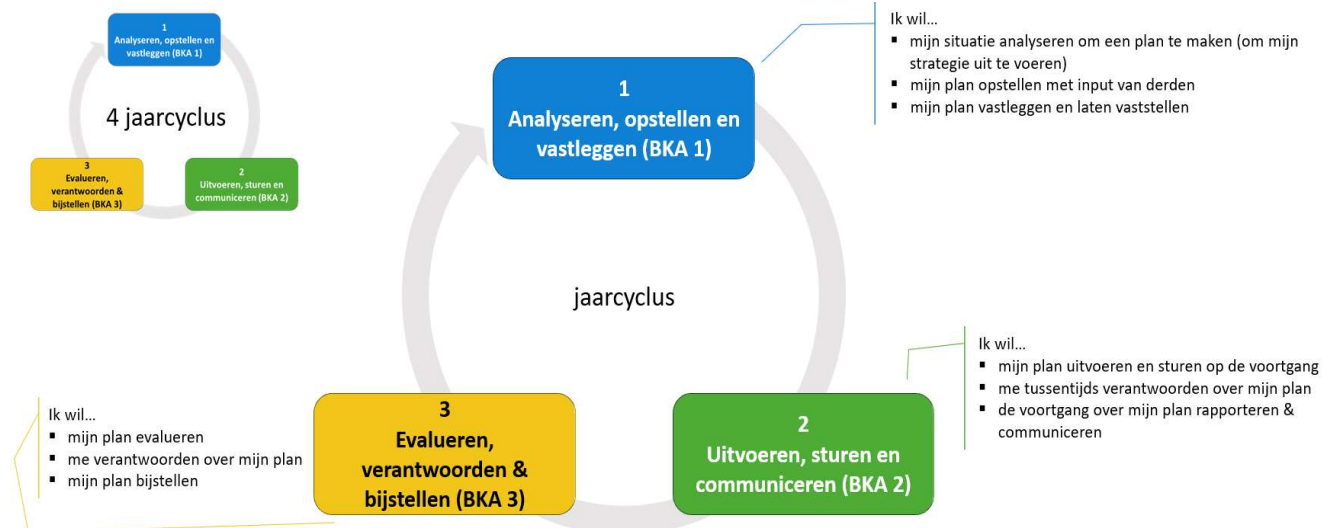 1
Analyseren, opstellen en
vastleggen (BKA 1)
4 jaarcyclus
3
Evalueren,
verantwoorden &
bijstellen (BKA 3)
2
Uitvoeren, sturen en
communiceren (BKA 2)
1
Analyseren, opstellen en
vastleggen (BKA 1)
Ik wil...
▪ mijn situatie analyseren om een plan te maken (om mijn
strategie uit te voeren)
▪ mijn plan opstellen met input van derden
▪ mijn plan vastleggen en laten vaststellen
jaarcyclus
Ik wil...
▪ mijn plan uitvoeren en sturen op de voortgang
▪ me tussentijds verantwoorden over mijn plan
▪ de voortgang over mijn plan rapporteren &
communiceren
2
Uitvoeren, sturen en
communiceren (BKA 2)
3
Evalueren,
verantwoorden &
bijstellen (BKA 3)
Ik wil...
▪ mijn plan evalueren
▪ me verantwoorden over mijn plan
▪ mijn plan bijstellen